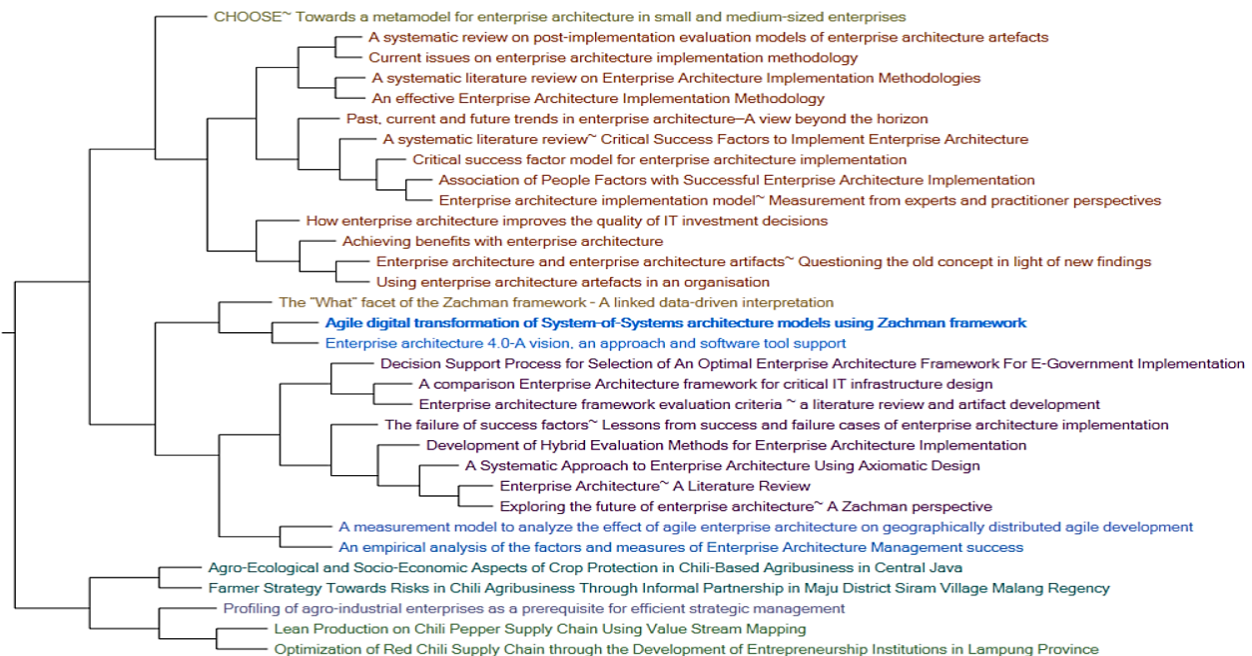 CHOOSE~ Towards a metamodel for enterprise architecture in small and medium-sized enterprises
A systematic review on post-implementation evaluation models of enterprise architecture artefacts
Current issues on enterprise architecture implementation methodology
A systematic literature review on Enterprise Architecture Implementation Methodologies
An effective Enterprise Architecture Implementation Methodology
Past, current and future trends in enterprise architecture–A view beyond the horizon
A systematic literature review~ Critical Success Factors to Implement Enterprise Architecture
Critical success factor model for enterprise architecture implementation
Association of People Factors with Successful Enterprise Architecture Implementation
Enterprise architecture implementation model~ Measurement from experts and practitioner perspectives
How enterprise architecture improves the quality of IT investment decisions
Achieving benefits with enterprise architecture
Enterprise architecture and enterprise architecture artifacts~ Questioning the old concept in light of new findings
Using enterprise architecture artefacts in an organisation
The “What” facet of the Zachman framework - A linked data-driven interpretation
Agile digital transformation of System-of-Systems architecture models using Zachman framework
Enterprise architecture 4.0-A vision, an approach and software tool support
Decision Support Process for Selection of An Optimal Enterprise Architecture Framework For E-Government Implementation
A comparison Enterprise Architecture framework for critical IT infrastructure design
Enterprise architecture framework evaluation criteria ~ a literature review and artifact development
The failure of success factors~ Lessons from success and failure cases of enterprise architecture implementation
Development of Hybrid Evaluation Methods for Enterprise Architecture Implementation
A Systematic Approach to Enterprise Architecture Using Axiomatic Design
Enterprise Architecture~ A Literature Review
Exploring the future of enterprise architecture~ A Zachman perspective
A measurement model to analyze the effect of agile enterprise architecture on geographically distributed agile development
An empirical analysis of the factors and measures of Enterprise Architecture Management success
Agro-Ecological and Socio-Economic Aspects of Crop Protection in Chili-Based Agribusiness in Central Java
Farmer Strategy Towards Risks in Chili Agribusiness Through Informal Partnership in Maju District Siram Village Malang Regency
Profiling of agro-industrial enterprises as a prerequisite for efficient strategic management
Lean Production on Chili Pepper Supply Chain Using Value Stream Mapping
Optimization of Red Chili Supply Chain through the Development of Entrepreneurship Institutions in Lampung Province